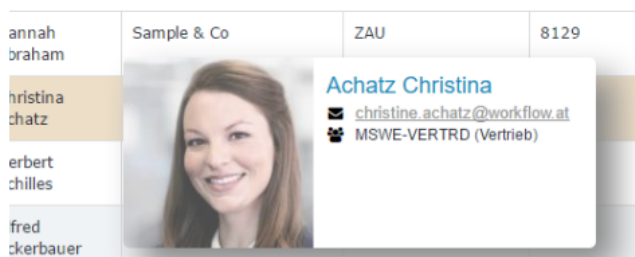 annah Sample & Co ZAU 8129
braham
hristina
chatz
erbert
chilles
fred
ckerbauer
Achatz Christina
christine.achatz@workflow.at
MSWE-VERTRD (Vertrieb)